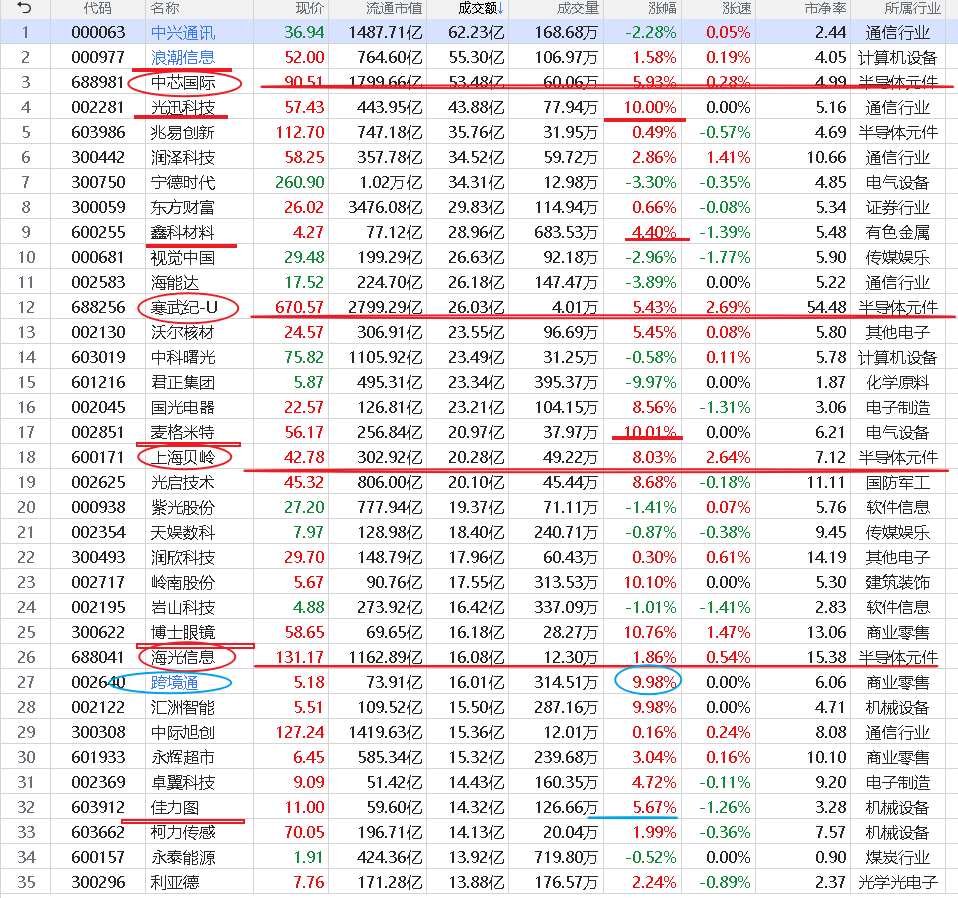 代码 名称 现价 流通市值 成交额↓ 成交量 涨幅 涨速 市净率 所属行业
1 000063 中兴通讯 36.94 1487.71亿 62.23亿 168.68万 -2.28% 0.05% 2.44 通信行业
2 000977 浪潮信息 52.00 764.60亿 55.30亿 106.97万 1.58% 0.19% 4.05 计算机设备
3 688981 中芯国际 90.51 1799.66亿 53.48亿 60.06万 5.93% 0.28% 4.99 半导体元件
4 002281 光迅科技 57.43 443.95亿 43.88亿 77.94万 10.00% 0.00% 5.16 通信行业
5 603986 兆易创新 112.70 747.18亿 35.76亿 31.95万 0.49% -0.57% 4.69 半导体元件
6 300442 润泽科技 58.25 357.78亿 34.52亿 59.72万 2.86% 1.41% 10.66 通信行业
7 300750 宁德时代 260.90 1.02万亿 34.31亿 12.98万 -3.30% -0.35% 4.85 电气设备
8 300059 东方财富 26.02 3476.08亿 29.83亿 114.94万 0.66% -0.08% 5.34 证券行业
9 600255 鑫科材料 4.27 77.12亿 28.96亿 683.53万 4.40% -1.39% 5.48 有色金属
10 000681 视觉中国 29.48 199.29亿 26.63亿 92.18万 -2.96% -1.77% 5.90 传媒娱乐
11 002583 海能达 17.52 224.70亿 26.18亿 147.47万 -3.89% 0.00% 5.22 通信行业
12 688256 寒武纪-U 670.57 2799.29亿 26.03亿 4.01万 5.43% 2.69% 54.48 半导体元件
13 002130 沃尔核材 24.57 306.91亿 23.55亿 96.69万 5.45% 0.08% 5.80 其他电子
14 603019 中科曙光 75.82 1105.92亿 23.49亿 31.25万 -0.58% 0.11% 5.78 计算机设备
15 601216 君正集团 5.87 495.31亿 23.34亿 395.37万 -9.97% 0.00% 1.87 化学原料
16 002045 国光电器 22.57 126.81亿 23.21亿 104.15万 8.56% -1.31% 3.06 电子制造
17 002851 麦格米特 56.17 256.84亿 20.97亿 37.97万 10.01% 0.00% 6.21 电气设备
18 600171 上海贝岭 42.78 302.92亿 20.28亿 49.22万 8.03% 2.64% 7.12 半导体元件
19 002625 光启技术 45.32 806.00亿 20.10亿 45.44万 8.68% -0.18% 11.11 国防军工
20 000938 紫光股份 27.20 777.94亿 19.37亿 71.11万 -1.41% 0.07% 5.76 软件信息
21 002354 天娱数科 7.97 128.98亿 18.40亿 240.71万 -0.87% -0.38% 9.45 传媒娱乐
22 300493 润欣科技 29.70 148.79亿 17.96亿 60.43万 0.30% 0.61% 14.19 其他电子
23 002717 岭南股份 5.67 90.76亿 17.55亿 313.53万 10.10% 0.00% 5.30 建筑装饰
24 002195 岩山科技 4.88 273.92亿 16.42亿 337.09万 -1.01% -1.41% 2.83 软件信息
25 300622 博士眼镜 58.65 69.65亿 16.18亿 28.27万 10.76% 1.47% 13.06 商业零售
26 688041 海光信息 131.17 1162.89亿 16.08亿 12.30万 1.86% 0.54% 15.38 半导体元件
27 002640 跨境通 5.18 73.91亿 16.01亿 314.51万 9.98% 0.00% 6.06 商业零售
28 002122 汇洲智能 5.51 109.52亿 15.50亿 287.16万 9.98% 0.00% 4.71 机械设备
29 300308 中际旭创 127.24 1419.63亿 15.36亿 12.01万 0.16% 0.24% 8.08 通信行业
30 601933 永辉超市 6.45 585.34亿 15.32亿 239.68万 3.04% 0.16% 10.10 商业零售
31 002369 卓翼科技 9.09 51.42亿 14.43亿 160.35万 4.72% -0.11% 9.20 电子制造
32 603912 佳力图 11.00 59.60亿 14.32亿 126.66万 5.67% -1.26% 3.28 机械设备
33 603662 柯力传感 70.05 196.71亿 14.13亿 20.04万 1.99% -0.36% 7.57 机械设备
34 600157 永泰能源 1.91 424.36亿 13.92亿 719.80万 -0.52% 0.00% 0.90 煤炭行业
35 300296 利亚德 7.76 171.28亿 13.88亿 176.57万 2.24% -0.89% 2.37 光学光电子